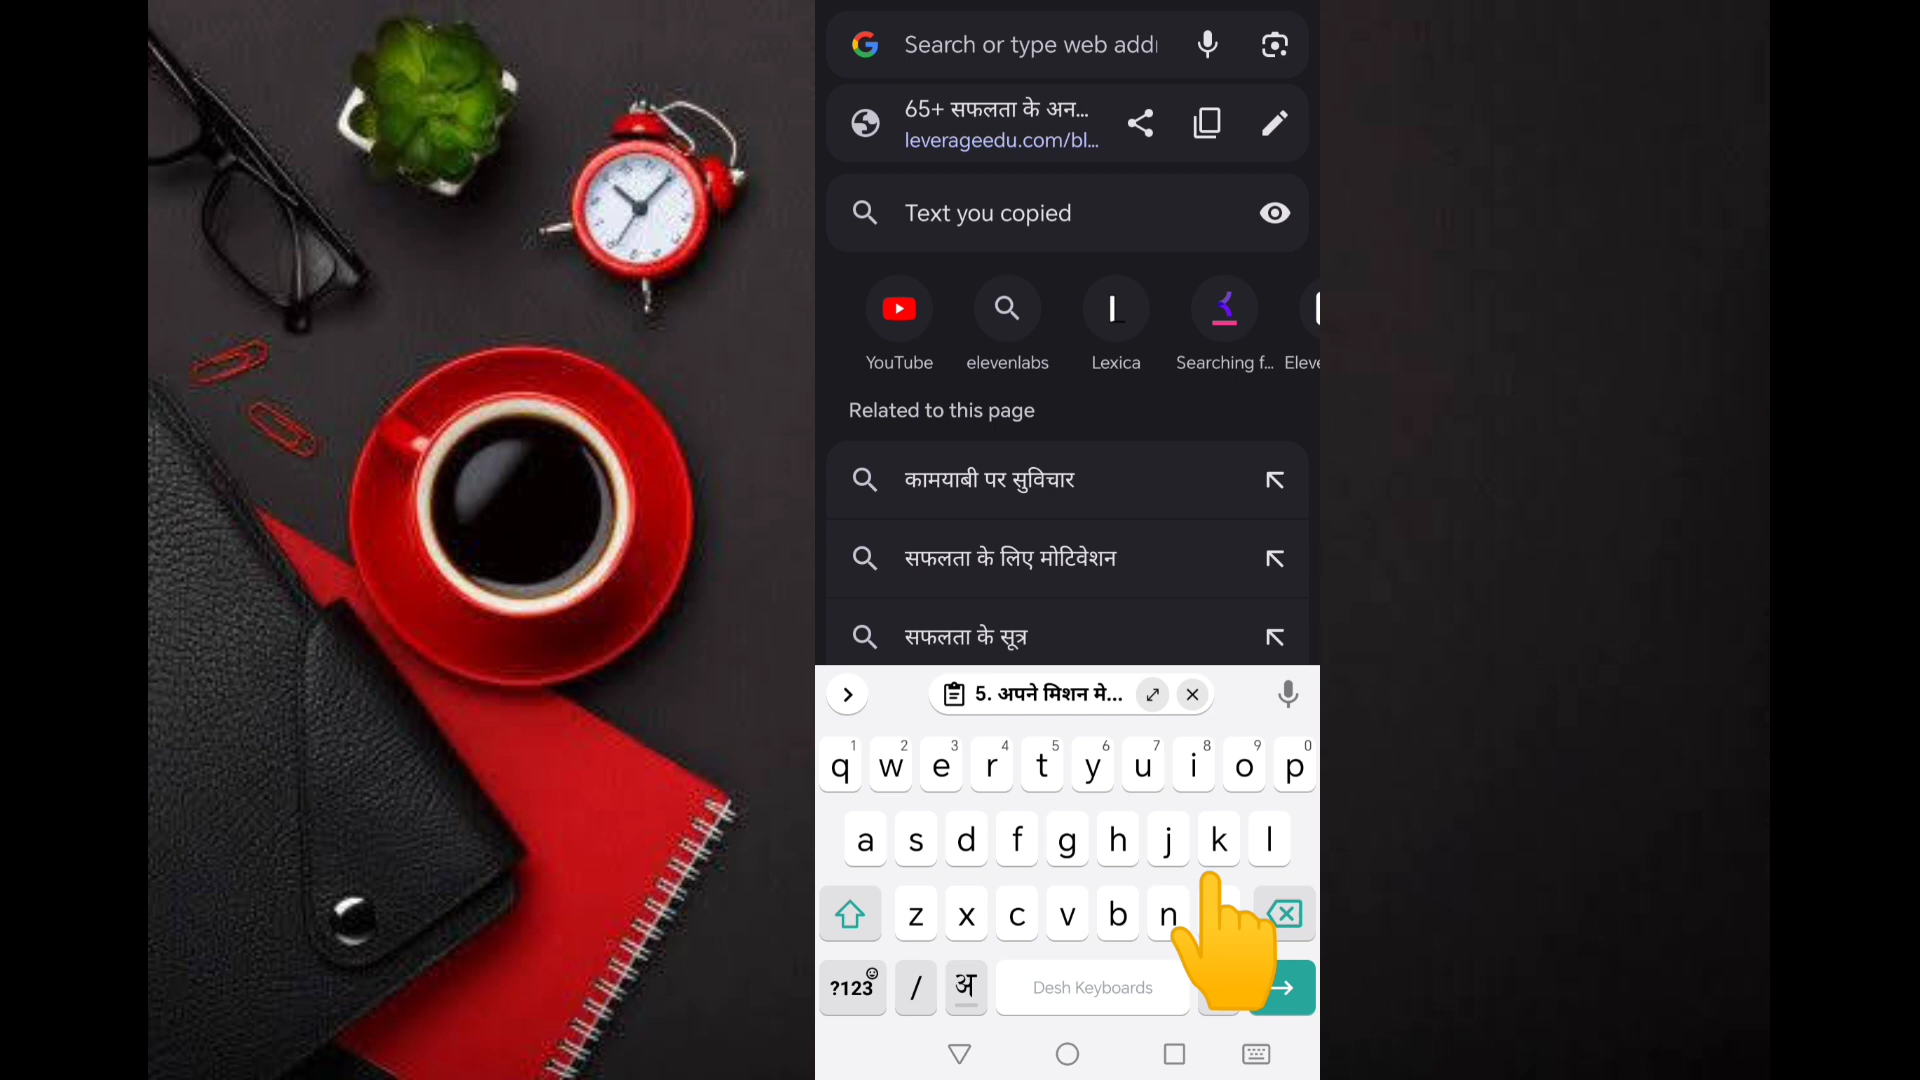 Search or type web add
65+ सफलता के अन...
leverageedu.com/bl...
Text you copied
YouTube
elevenlabs
Lexica
Searching f...
Eleve
Related to this page
कामयाबी पर सुविचार
सफलता के लिए मोटिवेशन
सफलता के सूत्र
5. अपने मिशन मे...
1 2 3 4 5 6 7 8 9 0
q w e r t y u i o p
a s d f g h j k l
z x c v b n
?123 / अ Desh Keyboards